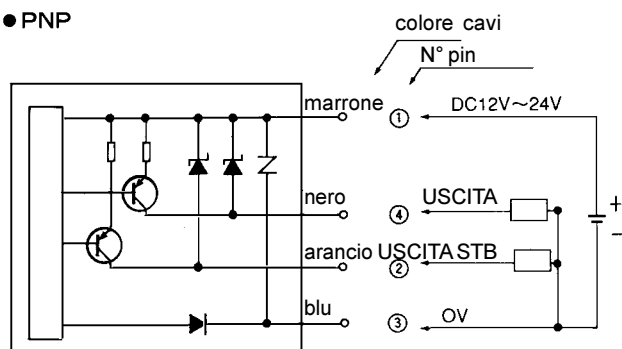 ● PNP
colore cavi
N° pin
marrone ① DC12V～24V
nero ④ USCITA
+
−
arancio ② USCITA STB
blu ③ OV